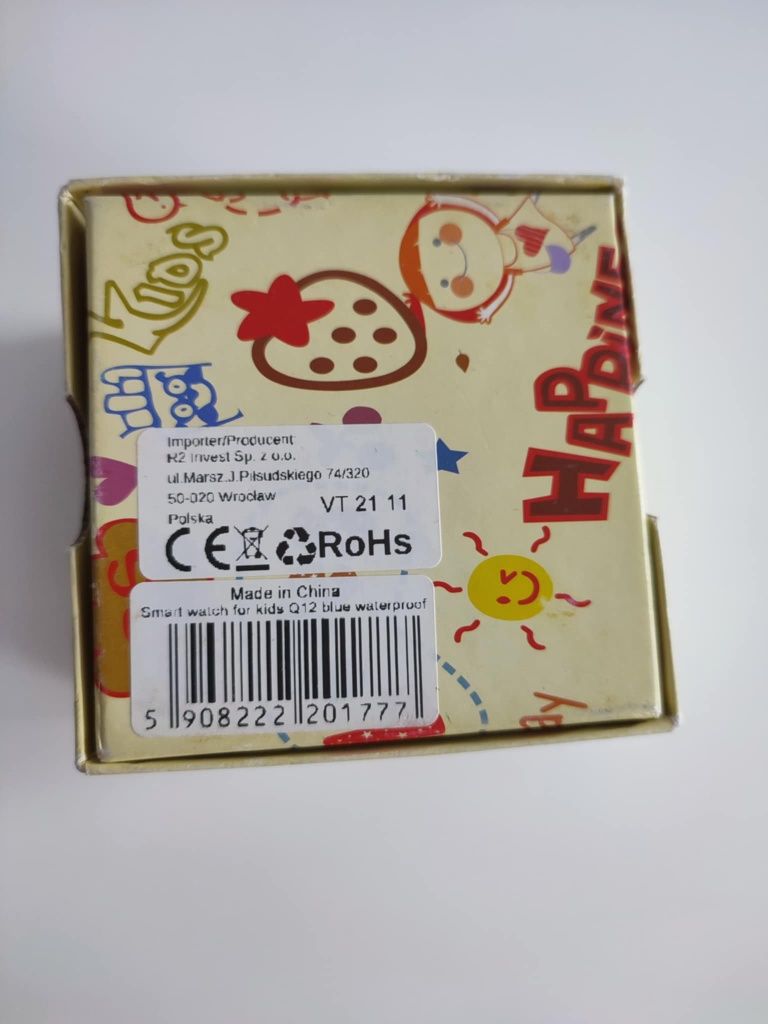 KiDS
HAPPINE
Importer/Producent
R2 Invest Sp. z o.o.
ul.Marsz.J.Piłsudskiego 74/320
50-020 Wrocław
VT 21 11
Polska
CE RoHs
Made in China
Smart watch for kids Q12 blue waterproof
5 908222 201777
ay